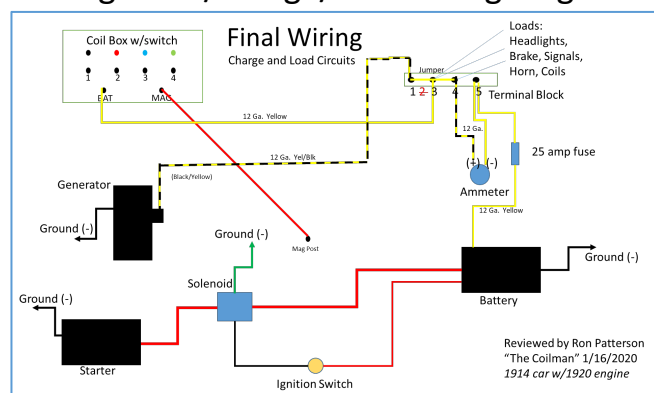 Coil Box w/switch
1 2 3 4
BAT MAG
Final Wiring
Charge and Load Circuits
Loads:
Headlights,
Brake, Signals,
Horn, Coils
Jumper
1 2 3 4 5
Terminal Block
12 Ga. Yellow
12 Ga.
25 amp fuse
12 Ga. Yel/Blk
(Black/Yellow)
(+) (-)
Ammeter
Generator
12 Ga. Yellow
Ground (-)
Ground (-)
Mag Post
Ground (-)
Solenoid
Battery
Ground (-)
Starter
Ignition Switch
Reviewed by Ron Patterson
"The Coilman" 1/16/2020
1914 car w/1920 engine